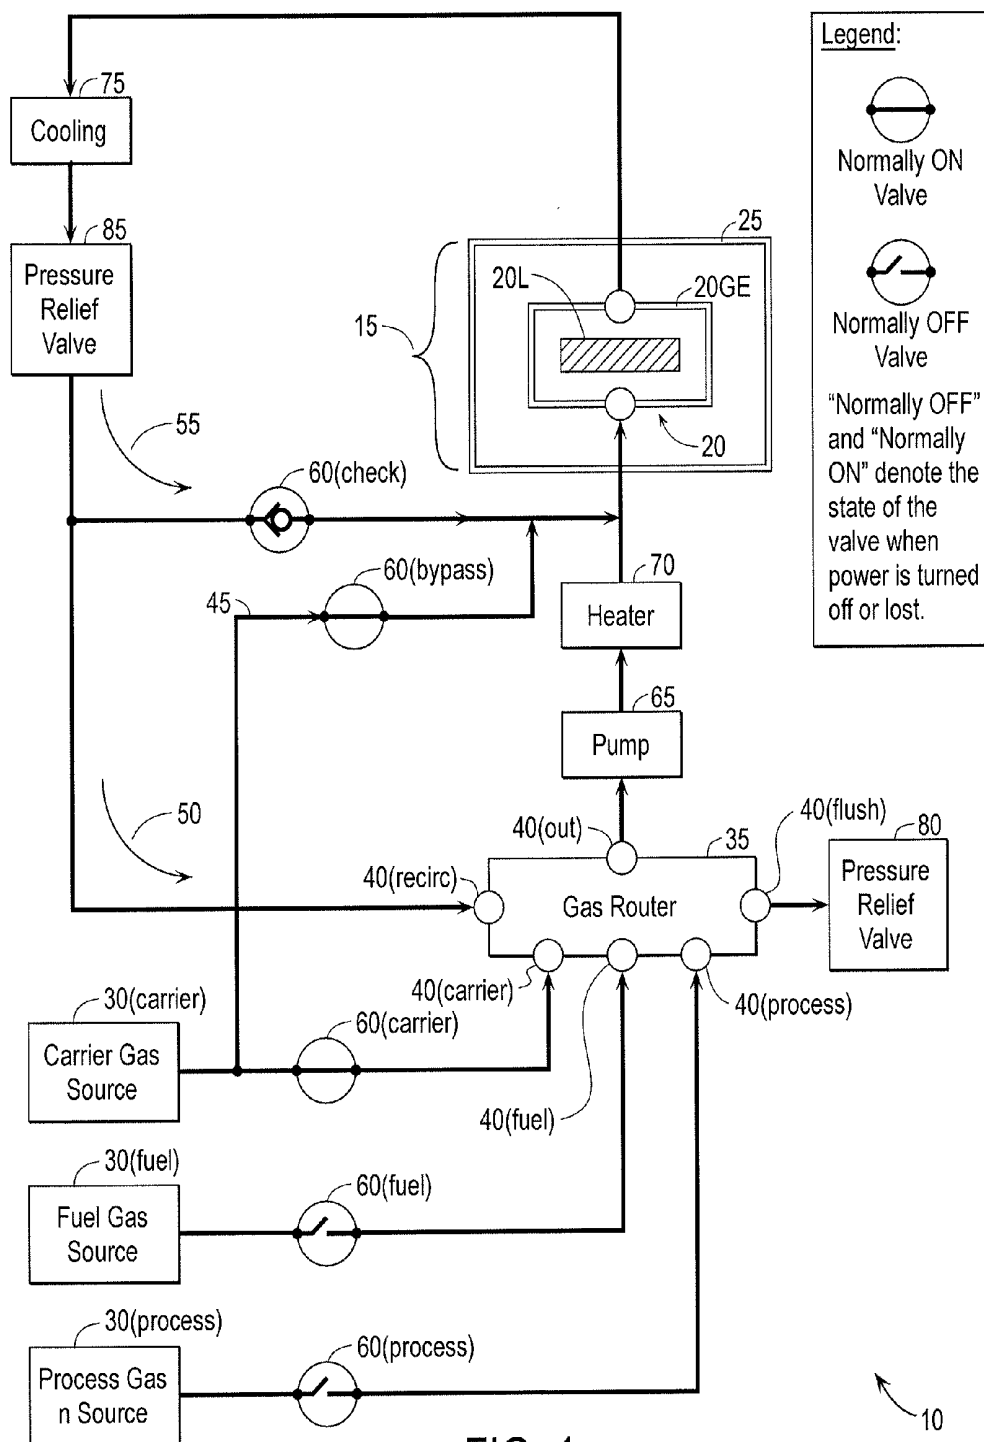 75
Cooling
85
Pressure
Relief
Valve
Legend:
Normally ON
Valve
Normally OFF
Valve
“Normally OFF”
and “Normally
ON” denote the
state of the
valve when
power is turned
off or lost.
25
20L
20GE
15
20
55
60(check)
60(bypass)
45
70
Heater
65
Pump
50
40(out)
35
40(flush)
80
40(recirc)
Gas Router
Pressure
Relief
Valve
40(carrier)
40(process)
40(fuel)
30(carrier)
Carrier Gas
Source
60(carrier)
30(fuel)
Fuel Gas
Source
60(fuel)
30(process)
Process Gas
n Source
60(process)
10